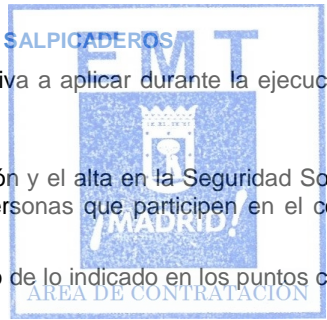 SALPICADEROS
EMT
iva a aplicar durante la ejecuc
ón y el alta en la Seguridad So
ersonas que participen en el co
¡MADRID!
o de lo indicado en los puntos c
AREA DE CONTRATACION